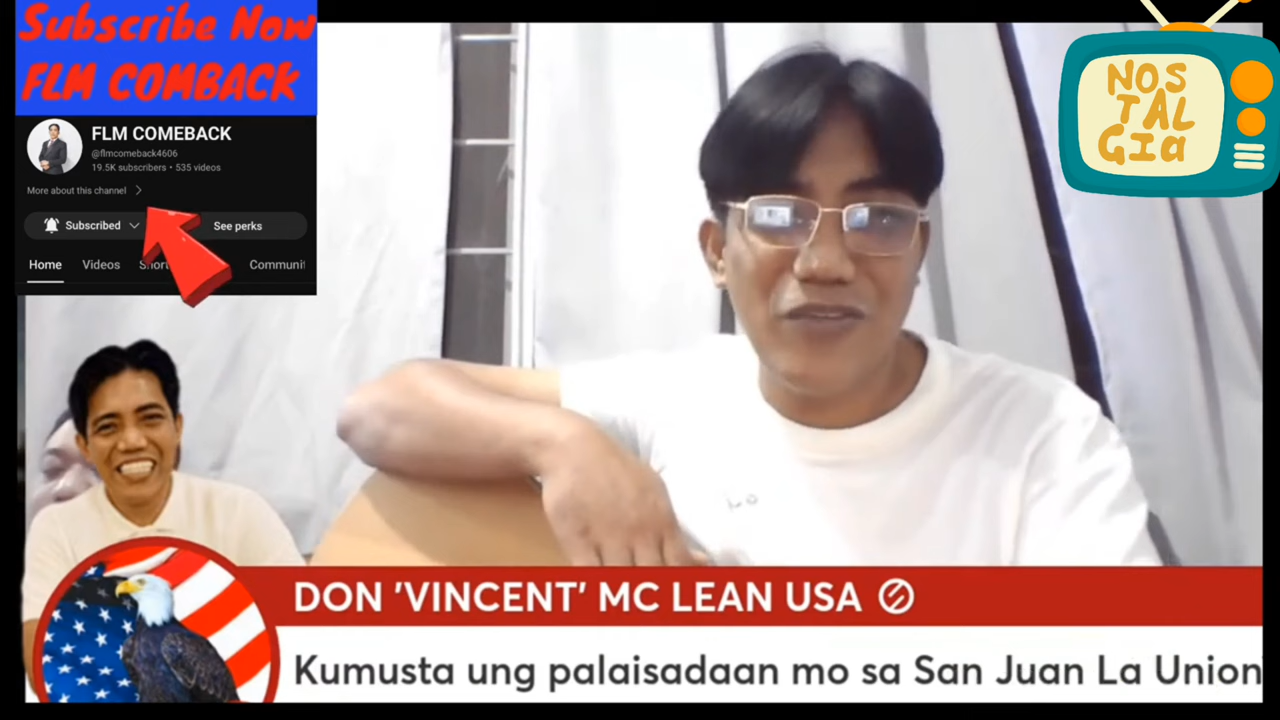 Subscribe Now
FLM COMBACK
FLM COMEBACK
@flmcomeback4606
19.5K subscribers • 535 videos
More about this channel
Subscribed
See perks
Home Videos
NOS
TAL
GIa
DON 'VINCENT' MC LEAN USA
Kumusta ung palaisadaan mo sa San Juan La Union